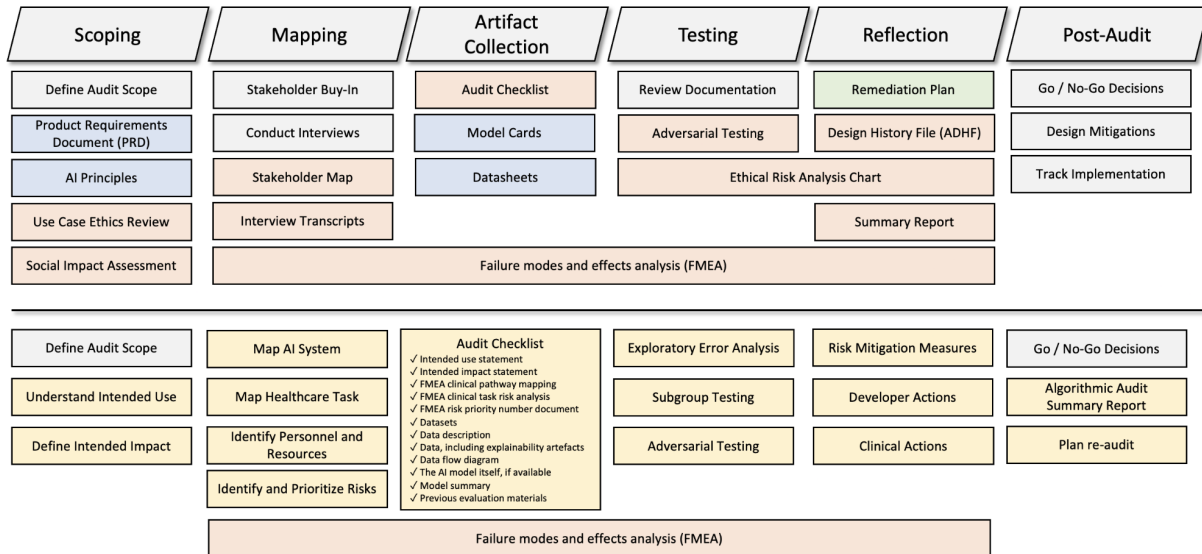 Scoping
Mapping
Artifact
Collection
Testing
Reflection
Post-Audit
Define Audit Scope
Stakeholder Buy-In
Audit Checklist
Review Documentation
Remediation Plan
Go / No-Go Decisions
Product Requirements
Document (PRD)
Conduct Interviews
Model Cards
Adversarial Testing
Design History File (ADHF)
Design Mitigations
AI Principles
Stakeholder Map
Datasheets
Ethical Risk Analysis Chart
Track Implementation
Use Case Ethics Review
Interview Transcripts
Summary Report
Social Impact Assessment
Failure modes and effects analysis (FMEA)
Define Audit Scope
Understand Intended Use
Define Intended Impact
Map AI System
Map Healthcare Task
Identify Personnel and
Resources
Identify and Prioritize Risks
Audit Checklist
✓ Intended use statement
✓ Intended impact statement
✓ FMEA clinical pathway mapping
✓ FMEA clinical task risk analysis
✓ FMEA risk priority number document
✓ Datasets
✓ Data description
✓ Data, including explainability artefacts
✓ Data flow diagram
✓ The AI model itself, if available
✓ Model summary
✓ Previous evaluation materials
Exploratory Error Analysis
Subgroup Testing
Adversarial Testing
Risk Mitigation Measures
Developer Actions
Clinical Actions
Go / No-Go Decisions
Algorithmic Audit
Summary Report
Plan re-audit
Failure modes and effects analysis (FMEA)